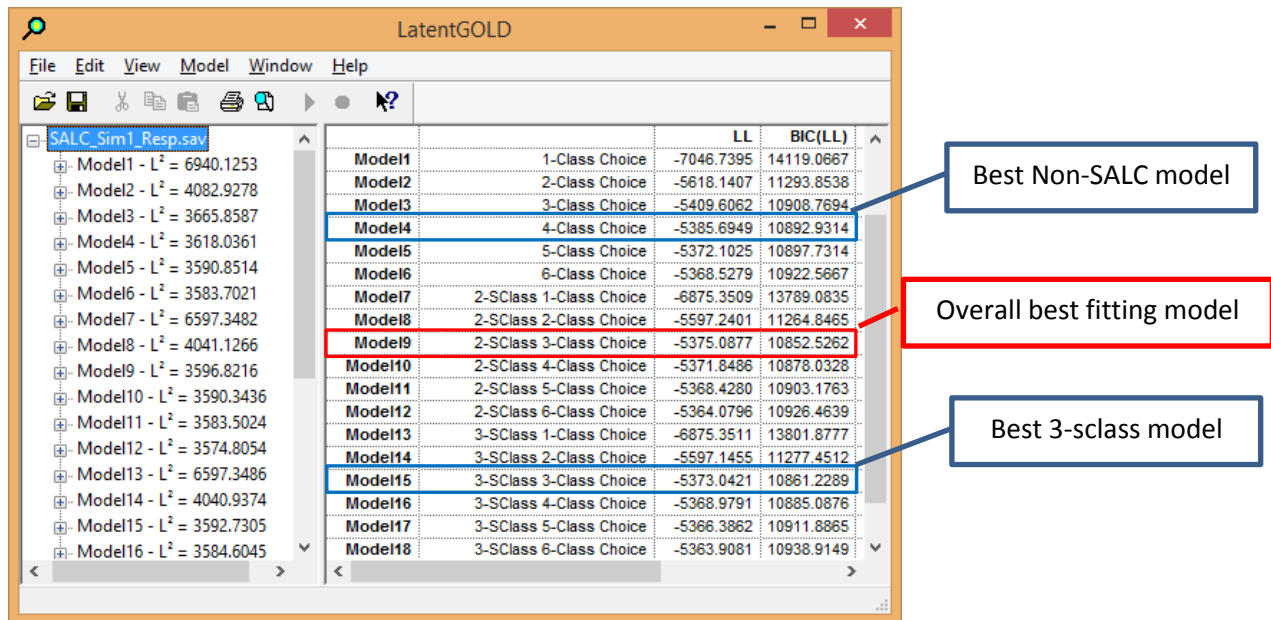 LatentGOLD
File Edit View Model Window Help
SALC_Sim1_Resp.sav
Model1 - L² = 6940.1253
Model2 - L² = 4082.9278
Model3 - L² = 3665.8587
Model4 - L² = 3618.0361
Model5 - L² = 3590.8514
Model6 - L² = 3583.7021
Model7 - L² = 6597.3482
Model8 - L² = 4041.1266
Model9 - L² = 3596.8216
Model10 - L² = 3590.3436
Model11 - L² = 3583.5024
Model12 - L² = 3574.8054
Model13 - L² = 6597.3486
Model14 - L² = 4040.9374
Model15 - L² = 3592.7305
Model16 - L² = 3584.6045
LL BIC(LL)
Model1 1-Class Choice -7046.7395 14119.0667
Model2 2-Class Choice -5618.1407 11293.8538
Model3 3-Class Choice -5409.6062 10908.7694
Model4 4-Class Choice -5385.6949 10892.9314
Model5 5-Class Choice -5372.1025 10897.7314
Model6 6-Class Choice -5368.5279 10922.5667
Model7 2-SClass 1-Class Choice -6875.3509 13789.0835
Model8 2-SClass 2-Class Choice -5597.2401 11264.8465
Model9 2-SClass 3-Class Choice -5375.0877 10852.5262
Model10 2-SClass 4-Class Choice -5371.8486 10878.0328
Model11 2-SClass 5-Class Choice -5368.4280 10903.1763
Model12 2-SClass 6-Class Choice -5364.0796 10926.4639
Model13 3-SClass 1-Class Choice -6875.3511 13801.8777
Model14 3-SClass 2-Class Choice -5597.1455 11277.4512
Model15 3-SClass 3-Class Choice -5373.0421 10861.2289
Model16 3-SClass 4-Class Choice -5368.9791 10885.0876
Model17 3-SClass 5-Class Choice -5366.3862 10911.8865
Model18 3-SClass 6-Class Choice -5363.9081 10938.9149
Best Non-SALC model
Overall best fitting model
Best 3-sclass model